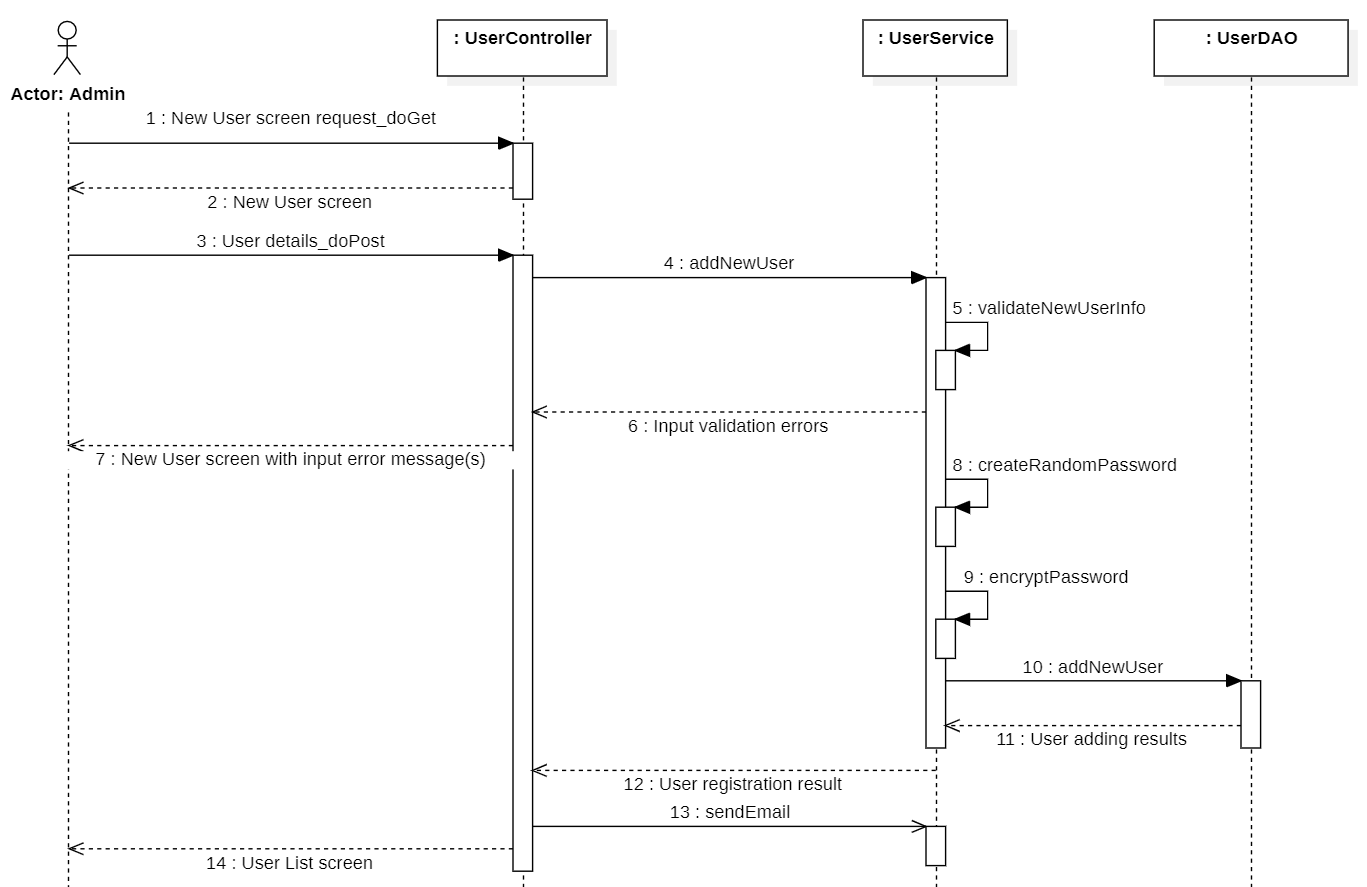 : UserController
: UserService
: UserDAO
Actor: Admin
1 : New User screen request_doGet
2 : New User screen
3 : User details_doPost
4 : addNewUser
5 : validateNewUserInfo
6 : Input validation errors
7 : New User screen with input error message(s)
8 : createRandomPassword
9 : encryptPassword
10 : addNewUser
11 : User adding results
12 : User registration result
13 : sendEmail
14 : User List screen